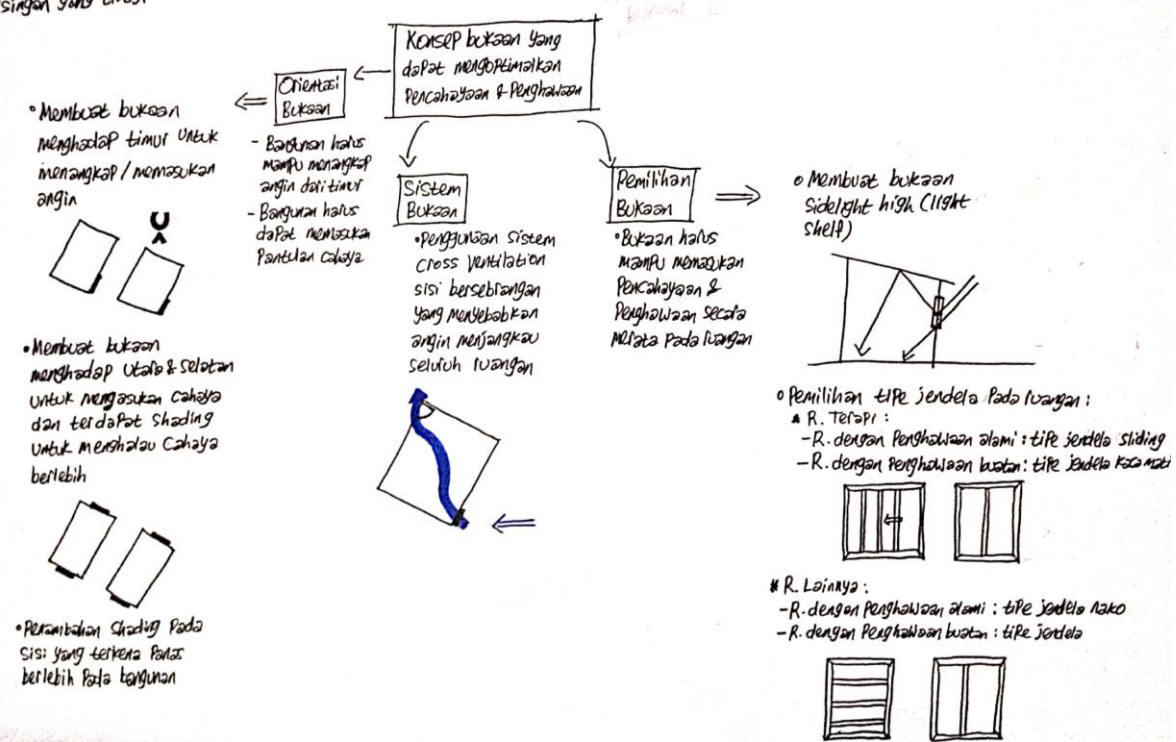 singan yang
Konsep bukaan yang
dapat mengoptimalkan
Pencahayaan & Penghawaan
Orientasi
Bukaan
- Bangunan harus
mampu menangkap
angin dari timur
- Bangunan harus
dapat memasukan
Pantulan cahaya
• Membuat bukaan
menghadap timur untuk
menangkap/memasukan
angin
• Membuat bukaan
menghadap Utara & selatan
untuk mengasukan cahaya
dan terdapat shading
untuk menghalau cahaya
berlebih
• Penambahan shading Pada
sisi yang terkena Panas
berlebih Pada bangunan
Sistem
Bukaan
• Penggunaan sistem
cross ventilation
sisi bersebrangan
yang menyebabkan
angin menjangkau
seluruh ruangan
Pemilihan
Bukaan
• Bukaan harus
mampu memasukan
Pencahayaan &
Penghawaan secara
merata pada ruangan
• Membuat bukaan
Sidelight high (light
shelf)
• Pemilihan tipe jendela Pada ruangan :
* R. Terapi :
- R. dengan Penghawaan alami : tipe jendela sliding
- R. dengan Penghawaan buatan : tipe jendela kaca mati
* R. Lainnya :
- R. dengan Penghawaan alami : tipe jendela nako
- R. dengan Penghawaan buatan : tipe jendela